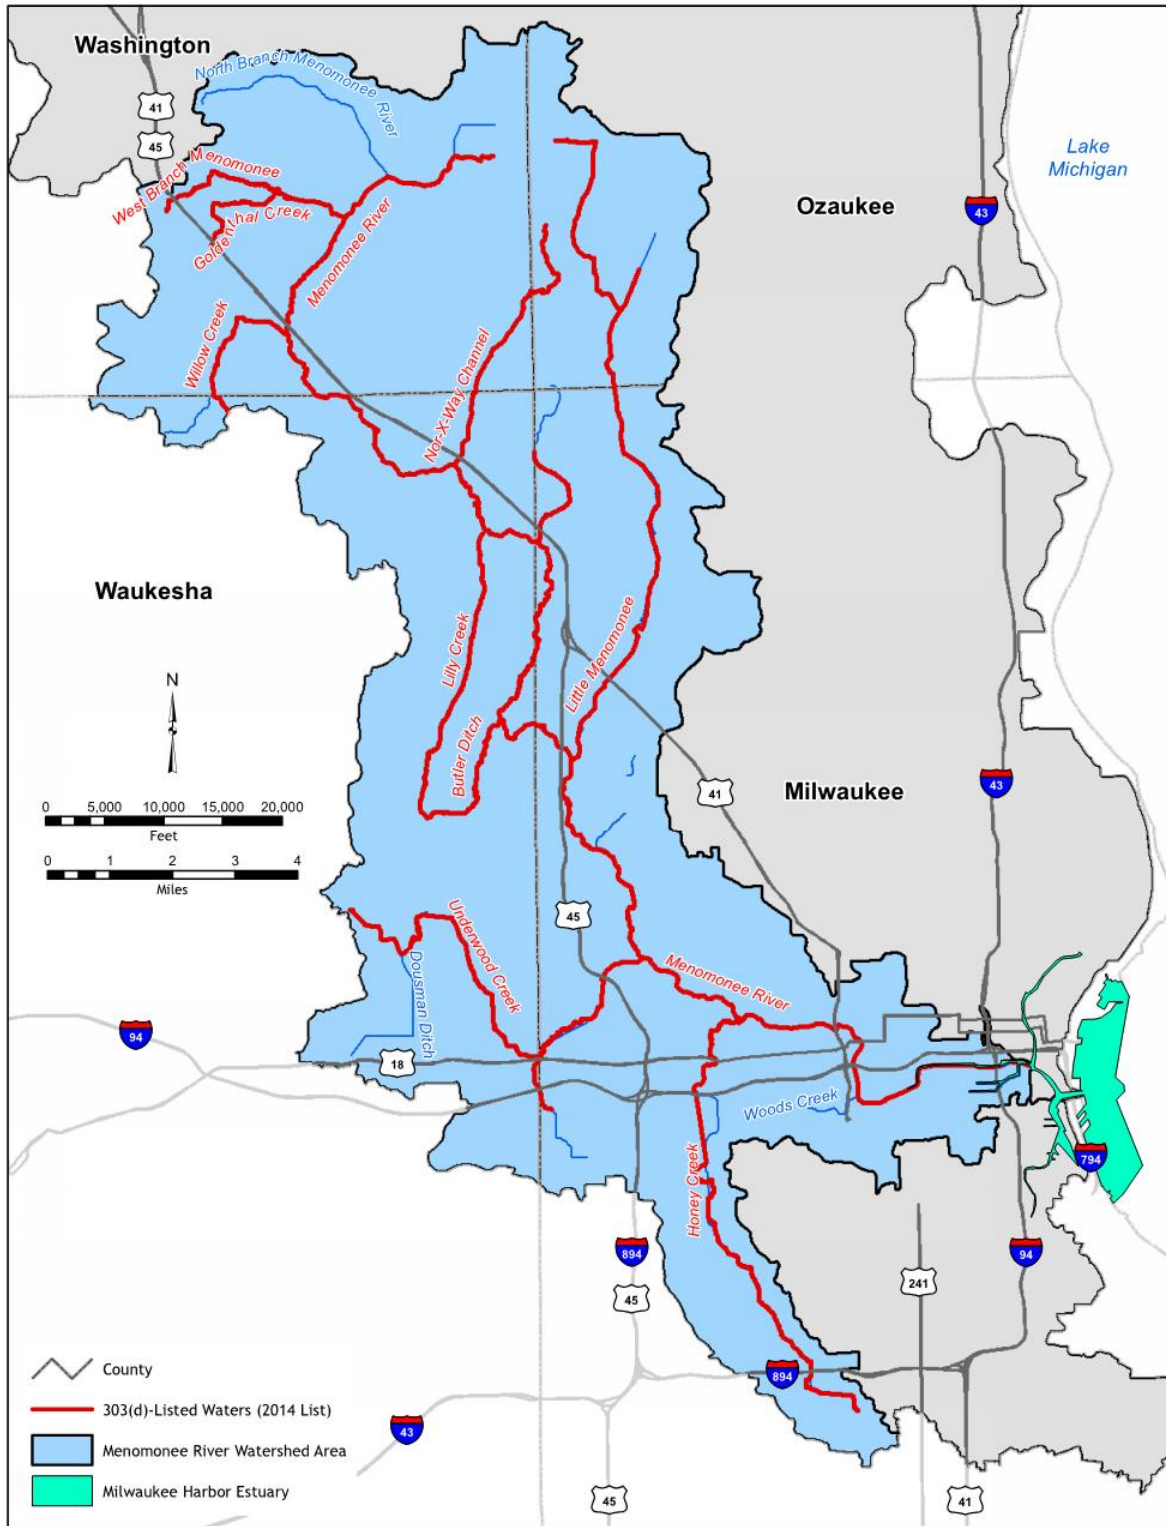 Washington
North Branch Menomonee River
41
45
Lake
Michigan
West Branch Menomonee
Ozaukee
43
Goldenthal Creek
Menomonee River
Willow Creek
Nor-X-Way Channel
Waukesha
Lilly Creek
Little Menomonee
N
Butler Ditch
0 5,000 10,000 15,000 20,000
Feet
0 1 2 3 4
Miles
41
Milwaukee
43
45
Underwood Creek
Dousman Ditch
Menomonee River
94
18
Woods Creek
794
Honey Creek
894
45
94
241
894
43
45
41
County
303(d)-Listed Waters (2014 List)
Menomonee River Watershed Area
Milwaukee Harbor Estuary